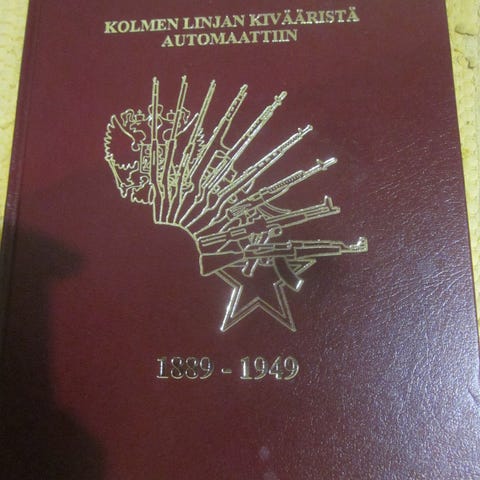 KOLMEN LINJAN KIVÄÄRISTÄ
AUTOMAATTIIN
1889 - 1949